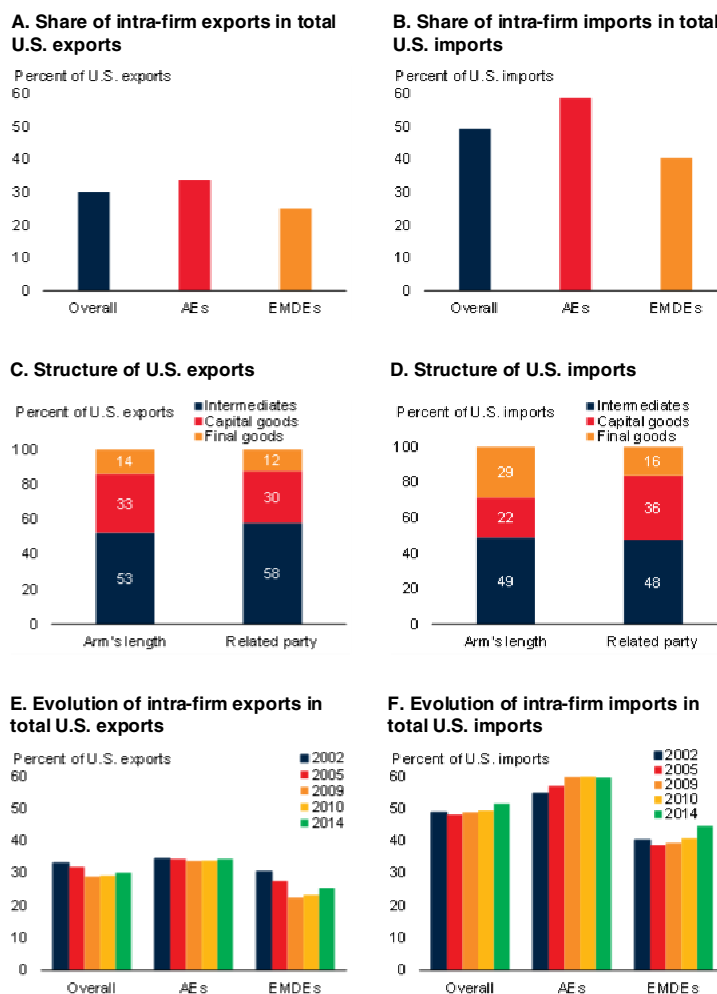 A. Share of intra-firm exports in total
U.S. exports
Percent of U.S. exports
60
50
40
30
20
10
0
Overall AEs EMDEs
B. Share of intra-firm imports in total
U.S. imports
Percent of U.S. imports
60
50
40
30
20
10
0
Overall AEs EMDEs
C. Structure of U.S. exports
Percent of U.S. exports
Intermediates
Capital goods
Final goods
100
80
60
40
20
0
14
33
53
12
30
58
Arm's length Related party
D. Structure of U.S. imports
Percent of U.S. imports
Intermediates
Capital goods
Final goods
100
80
60
40
20
0
29
22
49
16
36
48
Arm's length Related party
E. Evolution of intra-firm exports in
total U.S. exports
Percent of U.S. exports
2002
2005
2009
2010
2014
60
50
40
30
20
10
0
Overall AEs EMDEs
F. Evolution of intra-firm imports in
total U.S. imports
Percent of U.S. imports
2002
2005
2009
2010
2014
60
50
40
30
20
10
0
Overall AEs EMDEs